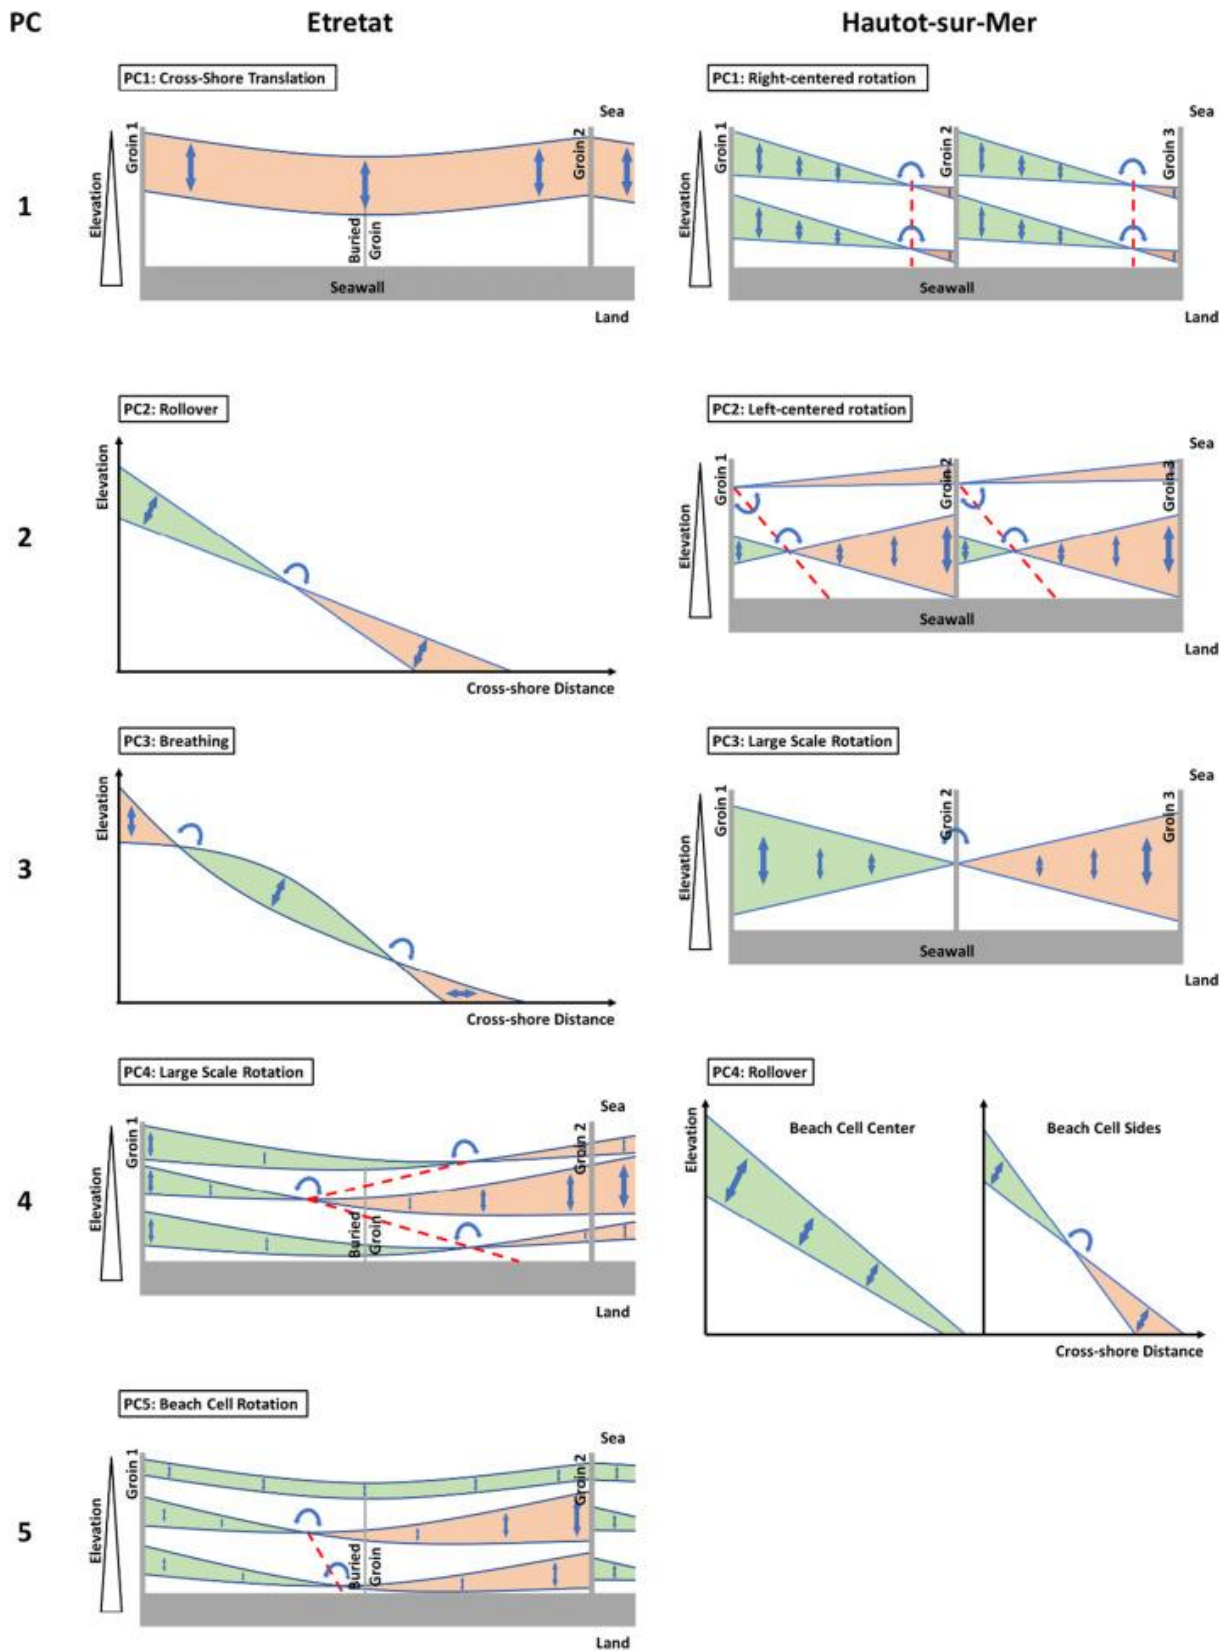 PC
Etretat
Hautot-sur-Mer
1
PC1: Cross-Shore Translation
Sea
Elevation
Groin 1
Groin 2
Buried
Groin
Seawall
Land
PC1: Right-centered rotation
Sea
Elevation
Groin 1
Groin 2
Groin 3
Seawall
Land
2
PC2: Rollover
Elevation
Cross-shore Distance
PC2: Left-centered rotation
Sea
Elevation
Groin 1
Groin 2
Groin 3
Seawall
Land
3
PC3: Breathing
Elevation
Cross-shore Distance
PC3: Large Scale Rotation
Sea
Elevation
Groin 1
Groin 2
Groin 3
Seawall
Land
4
PC4: Large Scale Rotation
Sea
Elevation
Groin 1
Groin 2
Buried
Groin
Land
PC4: Rollover
Elevation
Beach Cell Center
Beach Cell Sides
Cross-shore Distance
5
PC5: Beach Cell Rotation
Sea
Elevation
Groin 1
Groin 2
Buried
Groin
Land